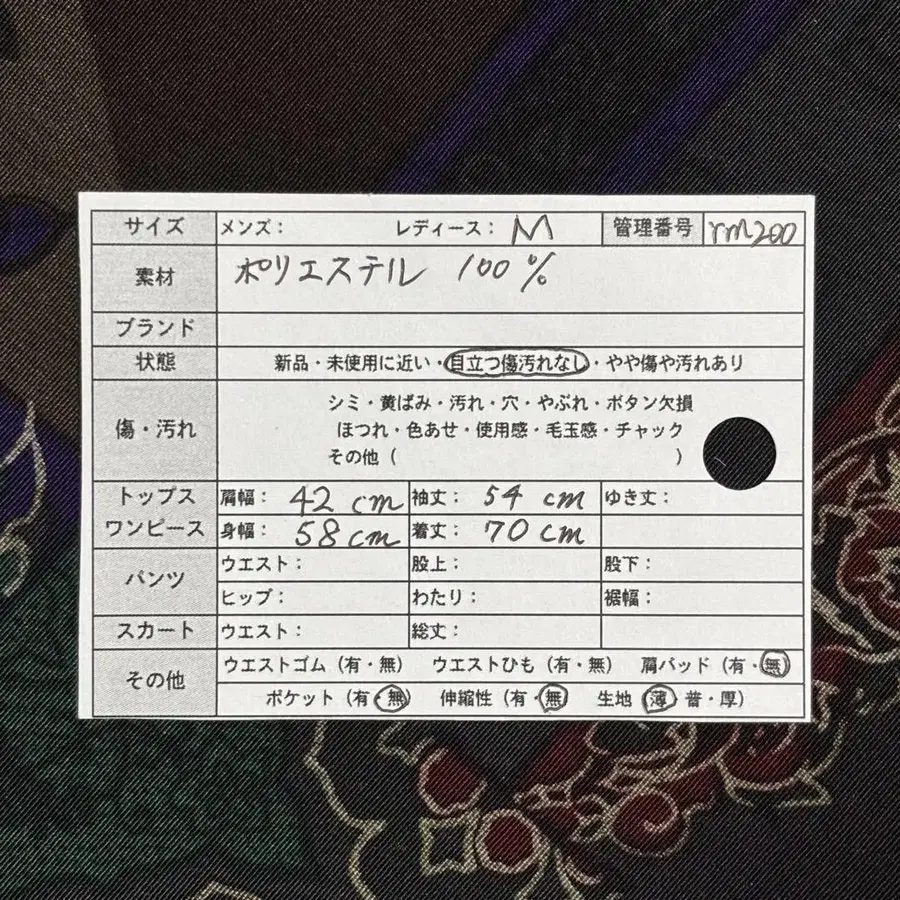 サイズ メンズ： レディース： M 管理番号 rm200
素材 ポリエステル 100%
ブランド
状態 新品・未使用に近い・目立つ傷汚れなし・やや傷や汚れあり
傷・汚れ シミ・黄ばみ・汚れ・穴・やぶれ・ボタン欠損
ほつれ・色あせ・使用感・毛玉感・チャック
その他（ ）
トップス 肩幅： 42 cm 袖丈： 54 cm ゆき丈：
ワンピース 身幅： 58 cm 着丈： 70 cm
パンツ ウエスト： 股上： 股下：
ヒップ： わたり： 裾幅：
スカート ウエスト： 総丈：
その他 ウエストゴム（有・無） ウエストひも（有・無） 肩パッド（有・無）
ポケット（有・無） 伸縮性（有・無） 生地（薄・普・厚）